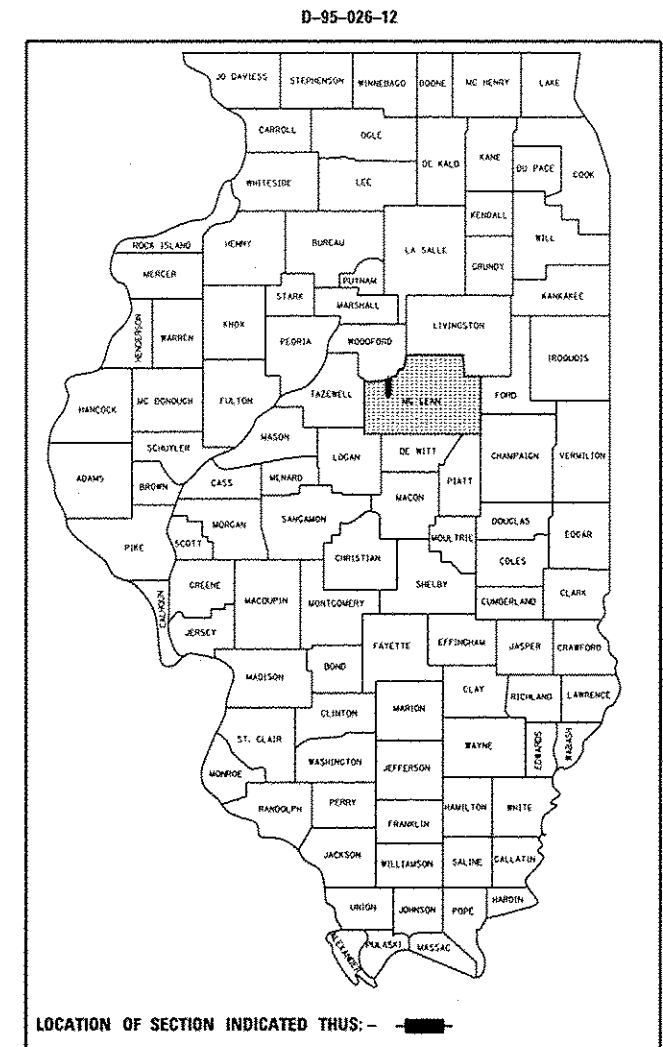 D-95-026-12
JO DAVIESS STEPHENSON WINNEBAGO BOONE MC HENRY LAKE
CARROLL OGLE
DE KALB KANE
DU PAGE COOK
WHITESIDE LEE
KENDALL
ROCK ISLAND HENRY BUREAU LA SALLE WILL
GRUNDY
MERCER PUTNAM
STARK MARSHALL KANKAKEE
HENDERSON WARREN KNOX PEORIA WOODFORD LIVINGSTON
IROQUOIS
HANCOCK MC DONOUGH FULTON TAZEWELL MC LEAN FORD
MASON
SCHUYLER LOGAN DE WITT CHAMPAIGN VERMILION
ADAMS BROWN CASS MENARD PIATT
MACON
MORGAN SANGAMON DOUGLAS
PIKE SCOTT MOULTRIE EDGAR
CHRISTIAN COLES
GREENE SHELBY
CALHOUN MACOUPIN MONTGOMERY CUMBERLAND CLARK
JERSEY
FAYETTE EFFINGHAM JASPER CRAWFORD
BOND
MADISON
CLAY RICHLAND LAWRENCE
CLINTON MARION
ST. CLAIR WAYNE EDWARDS WABASH
WASHINGTON
MONROE JEFFERSON
RANDOLPH PERRY HAMILTON WHITE
FRANKLIN
JACKSON WILLIAMSON SALINE GALLATIN
UNION JOHNSON POPE HARDIN
ALEXANDER PULASKI MASSAC
LOCATION OF SECTION INDICATED THUS: -